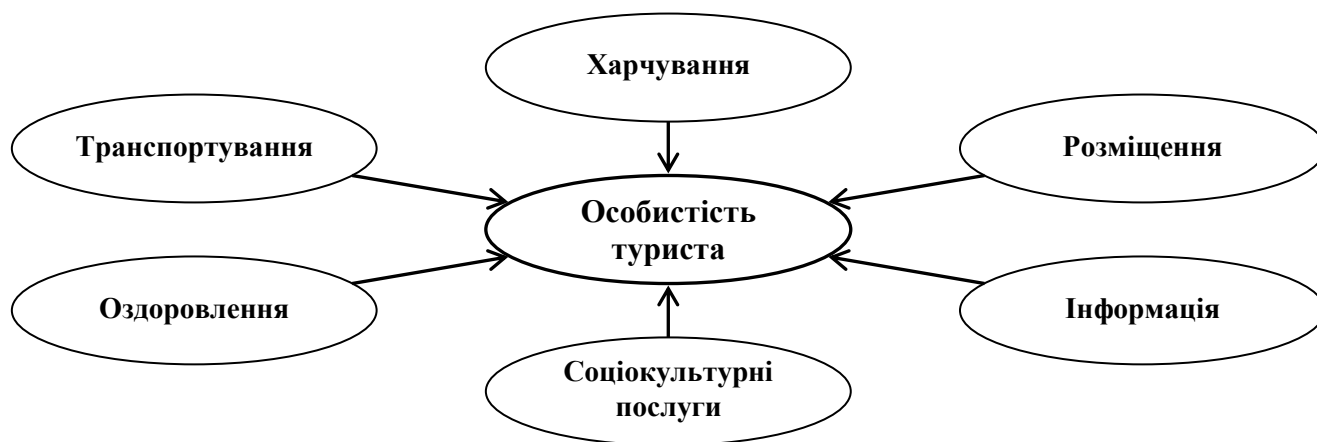 Харчування
Транспортування
Розміщення
Особистість
туриста
Оздоровлення
Інформація
Соціокультурні
послуги